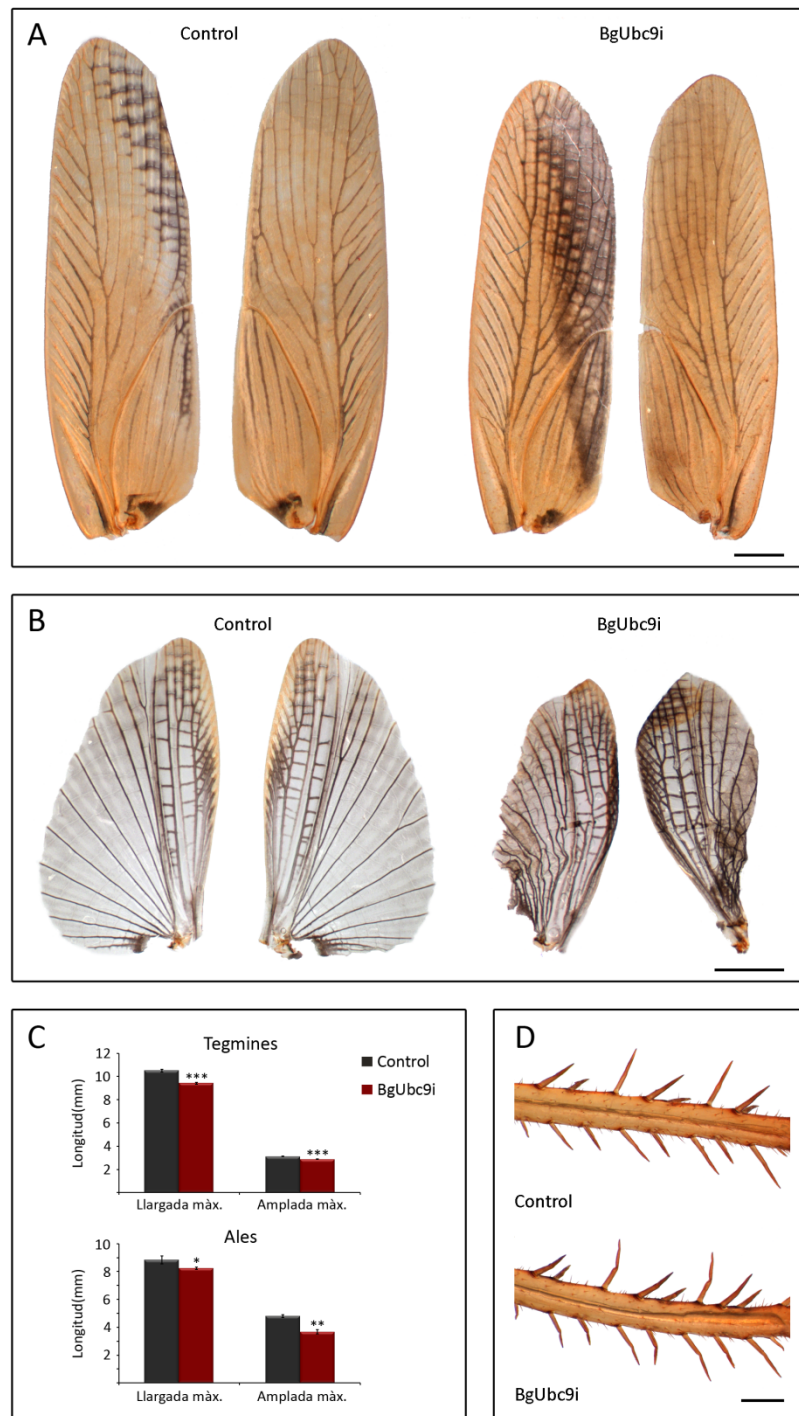 A
Control
BgUbc9i
B
Control
BgUbc9i
C
Tegmines
Longitud(mm)
12
10
8
6
4
2
***
***
Llargada màx.
Amplada màx.
Control
BgUbc9i
Ales
Longitud(mm)
10
8
6
4
2
*
**
Llargada màx.
Amplada màx.
D
Control
BgUbc9i